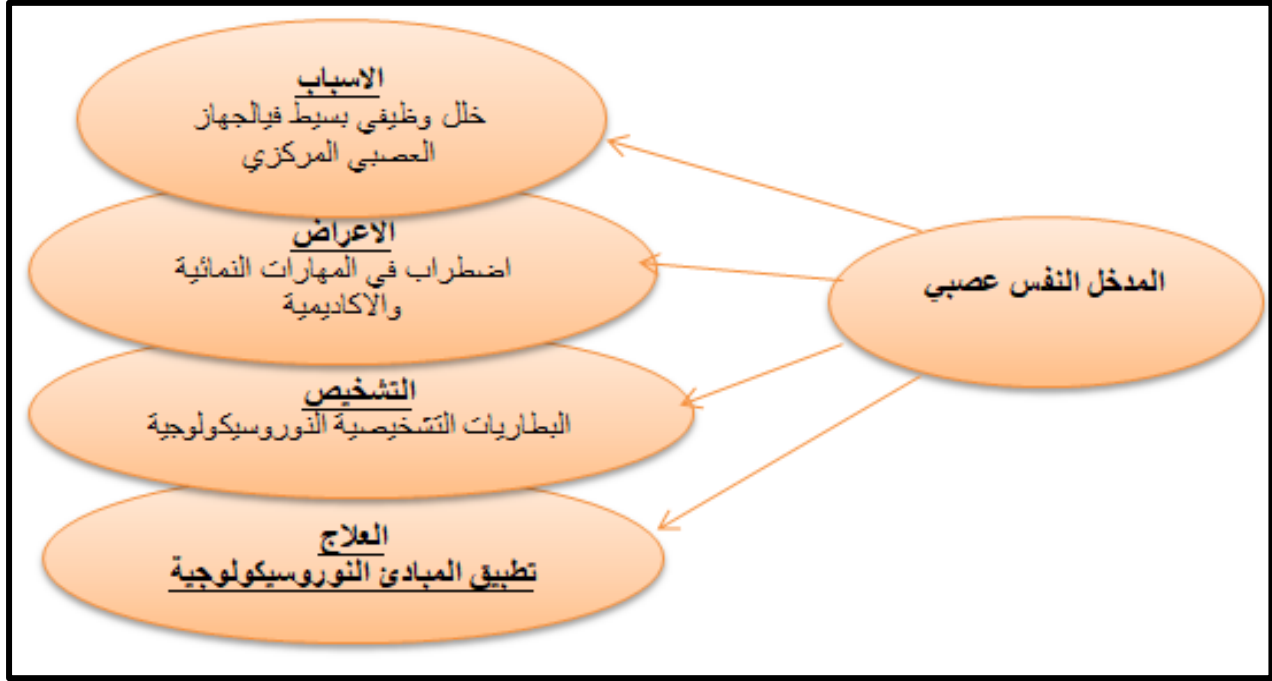 الاسباب
خلل وظيفي بسيط فيالجهاز
العصبي المركزي
الاعراض
اضطراب في المهارات النمائية
والاكاديمية
التشخيص
البطاريات التشخيصية النوروسيكولوجية
العلاج
تطبيق المبادئ النوروسيكولوجية
المدخل النفس عصبي